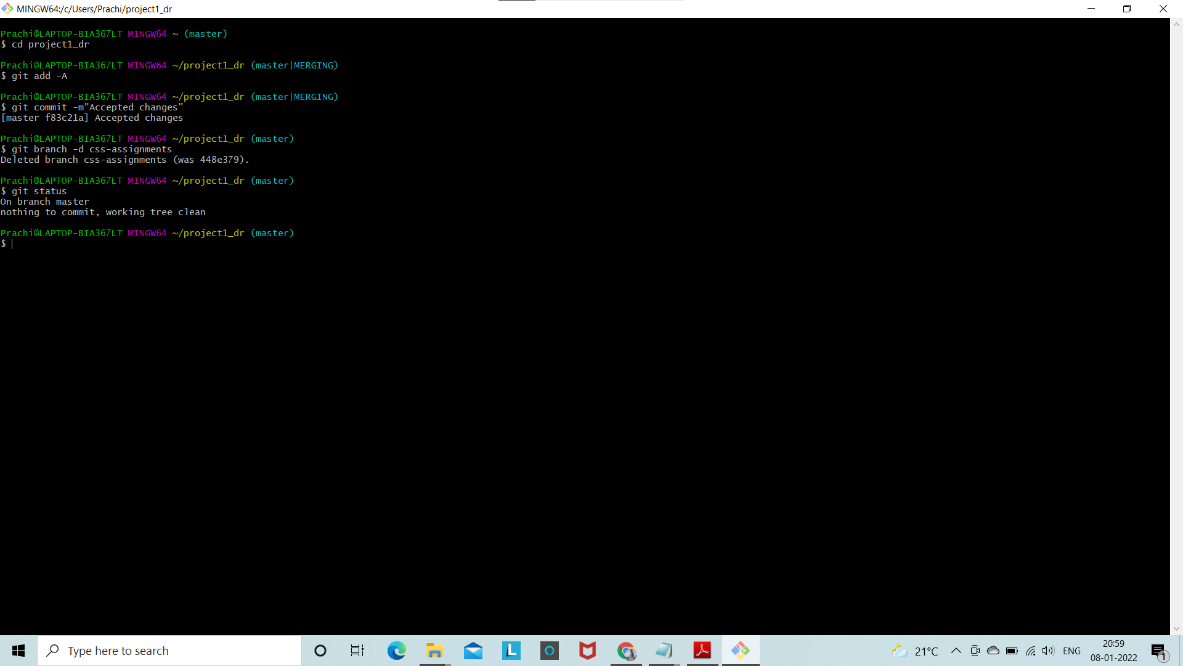 MINGW64:/c/Users/Prachi/project1_dr
Prachi@LAPTOP-BIA367LT MINGW64 ~ (master)
$ cd project1_dr
Prachi@LAPTOP-BIA367LT MINGW64 ~/project1_dr (master|MERGING)
$ git add -A
Prachi@LAPTOP-BIA367LT MINGW64 ~/project1_dr (master|MERGING)
$ git commit -m"Accepted changes"
[master f83c21a] Accepted changes
Prachi@LAPTOP-BIA367LT MINGW64 ~/project1_dr (master)
$ git branch -d css-assignments
Deleted branch css-assignments (was 448e379).
Prachi@LAPTOP-BIA367LT MINGW64 ~/project1_dr (master)
$ git status
On branch master
nothing to commit, working tree clean
Prachi@LAPTOP-BIA367LT MINGW64 ~/project1_dr (master)
$
Type here to search
L
21°C
ENG
20:59
08-01-2022
1